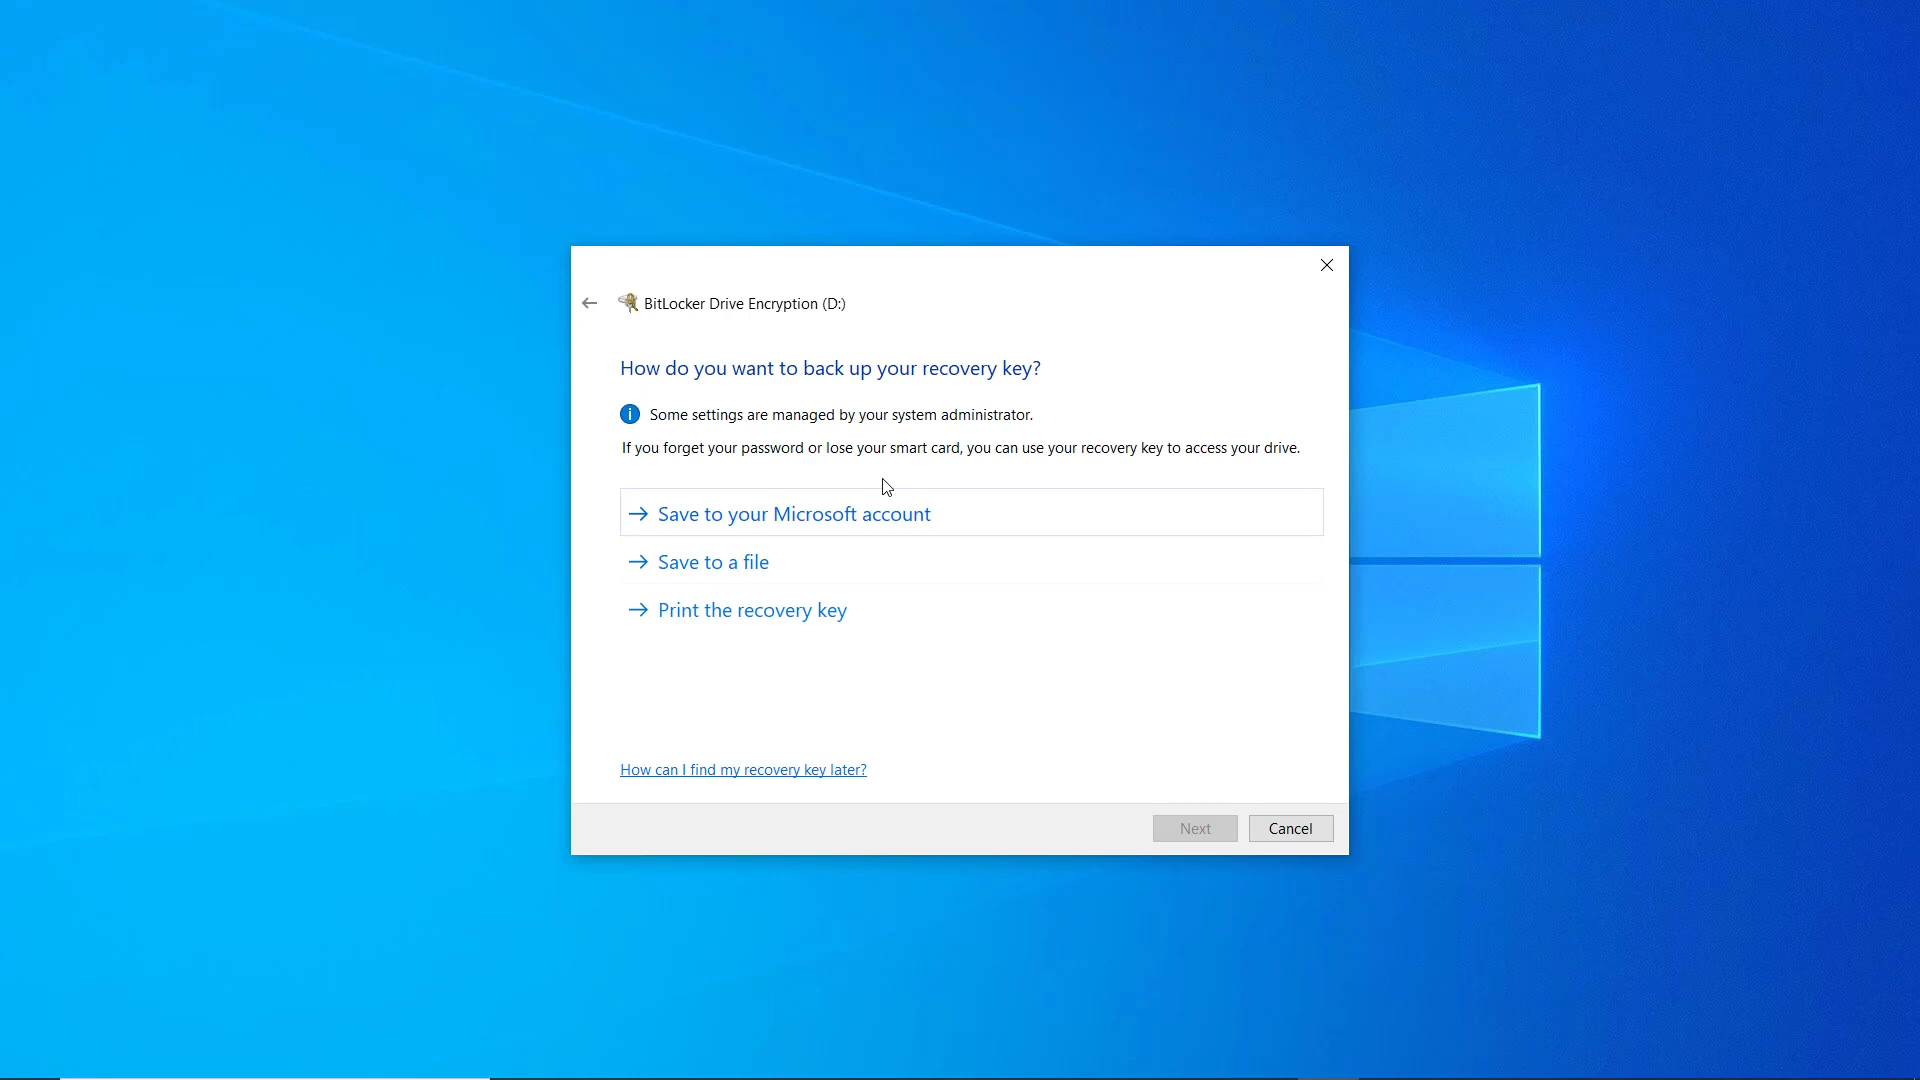 BitLocker Drive Encryption (D:)
How do you want to back up your recovery key?
Some settings are managed by your system administrator.
If you forget your password or lose your smart card, you can use your recovery key to access your drive.
Save to your Microsoft account
Save to a file
Print the recovery key
How can I find my recovery key later?
Next Cancel